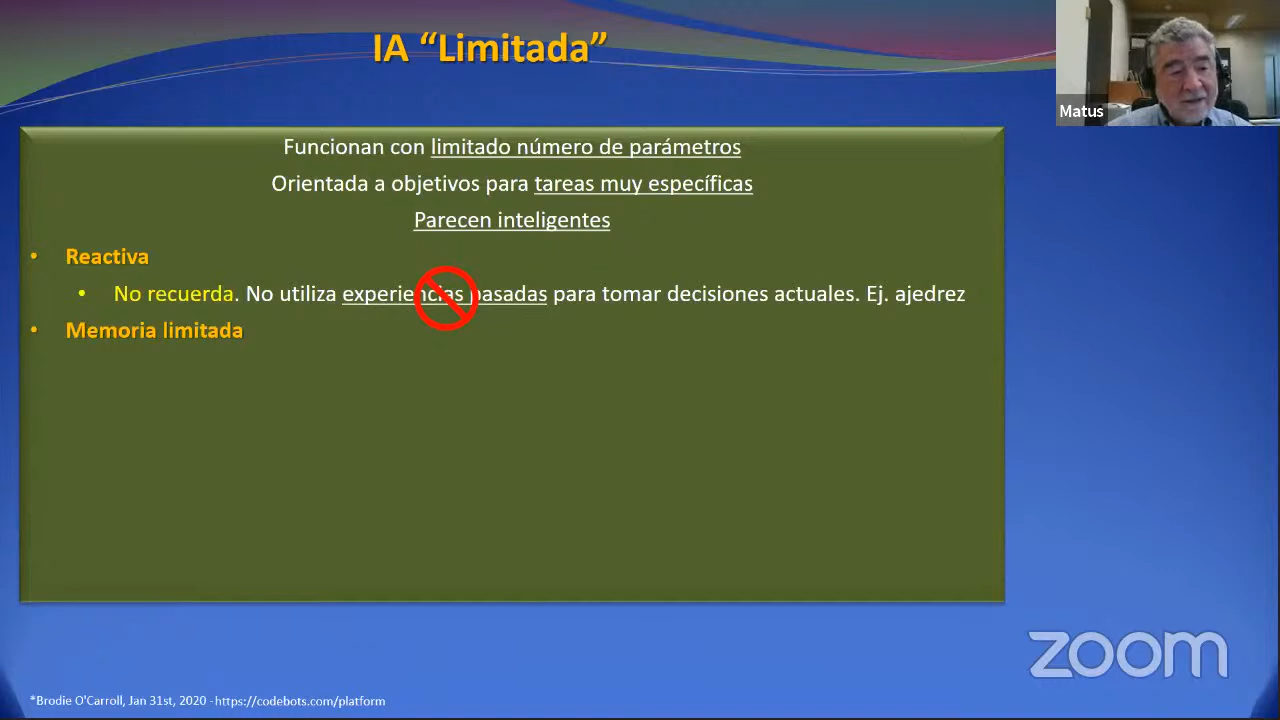 IA “Limitada”
Matus
Funcionan con limitado número de parámetros
Orientada a objetivos para tareas muy específicas
Parecen inteligentes
• Reactiva
• No recuerda. No utiliza experiencias pasadas para tomar decisiones actuales. Ej. ajedrez
• Memoria limitada
zoom
*Brodie O'Carroll, Jan 31st, 2020 -https://codebots.com/platform